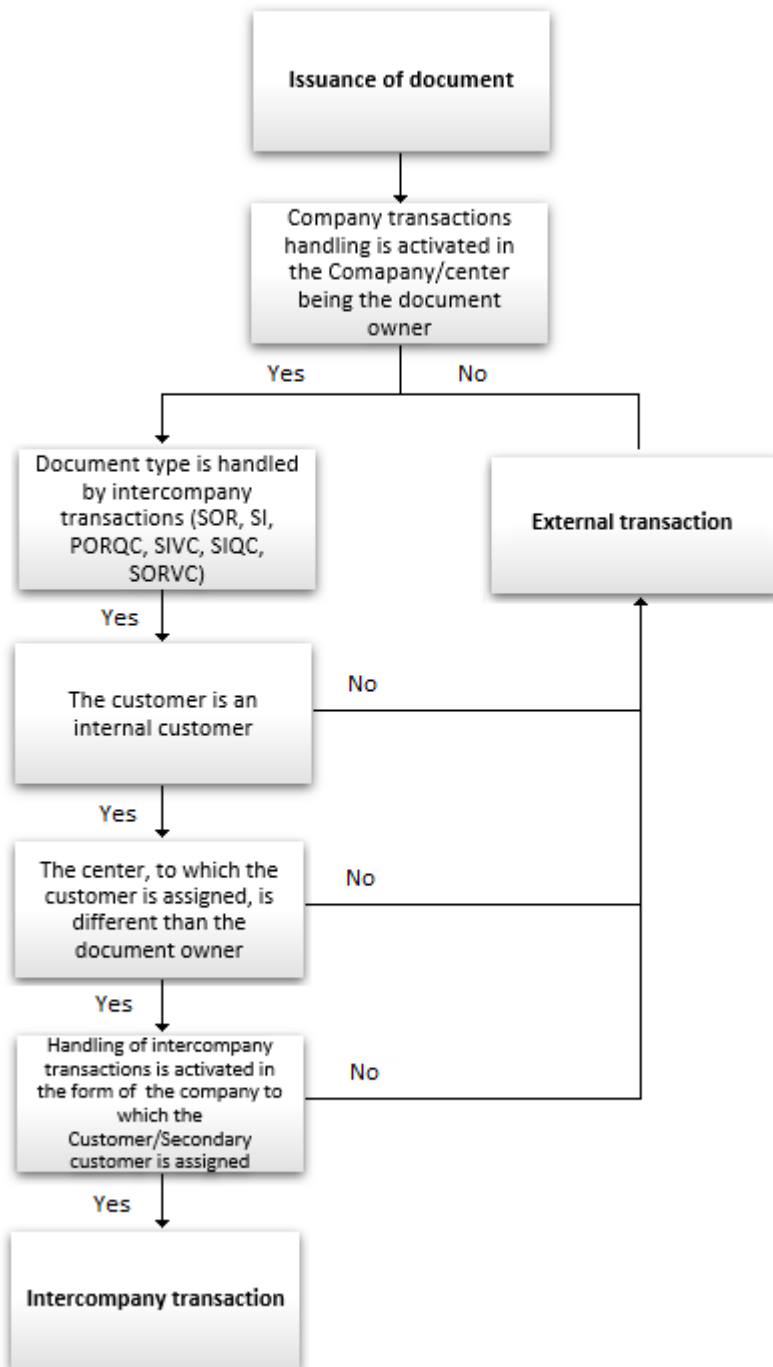 Issuance of document
Company transactions
handling is activated in
the Comapany/center
being the document
owner
Yes
No
Document type is handled
by intercompany
transactions (SOR, SI,
PORQC, SIVC, SIQC,
SORVC)
External transaction
Yes
The customer is an
internal customer
No
Yes
The center, to which the
customer is assigned, is
different than the
document owner
No
Yes
Handling of intercompany
transactions is activated in
the form of  the company to
which the
Customer/Secondary
customer is assigned
No
Yes
Intercompany transaction